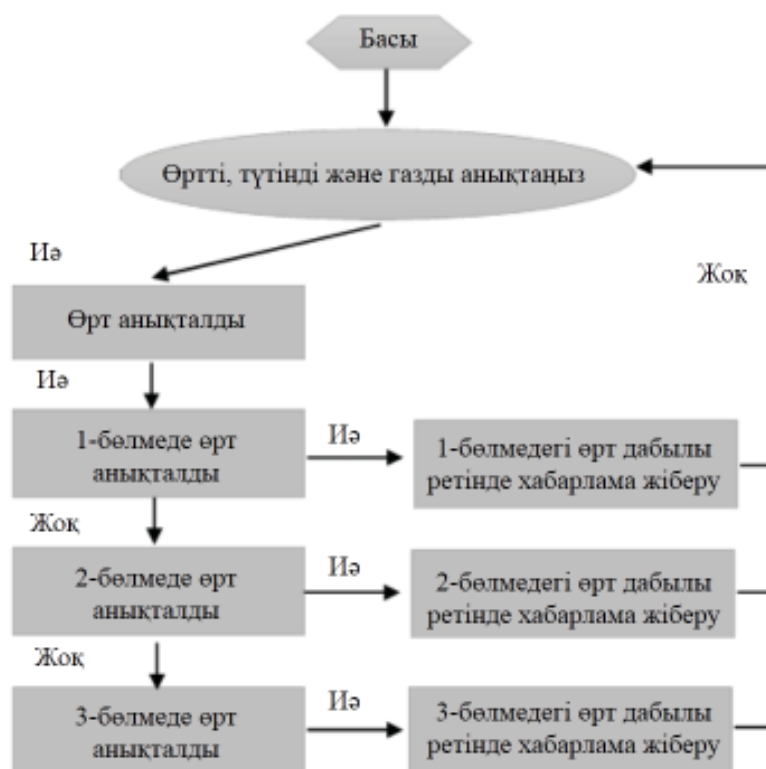 Басы
Өртті, түтінді және газды анықтаңыз
Иә
Жоқ
Өрт анықталды
Иә
1-бөлмеде өрт
анықталды
Иә
1-бөлмедегі өрт дабылы
ретінде хабарлама жіберу
Жоқ
2-бөлмеде өрт
анықталды
Иә
2-бөлмедегі өрт дабылы
ретінде хабарлама жіберу
Жоқ
3-бөлмеде өрт
анықталды
Иә
3-бөлмедегі өрт дабылы
ретінде хабарлама жіберу